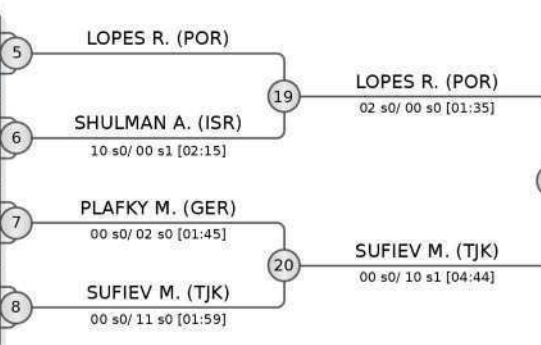 5
LOPES R. (POR)
19
LOPES R. (POR)
02 s0/ 00 s0 [01:35]
6
SHULMAN A. (ISR)
10 s0/ 00 s1 [02:15]
7
PLAFKY M. (GER)
00 s0/ 02 s0 [01:45]
20
SUFIEV M. (TJK)
00 s0/ 10 s1 [04:44]
8
SUFIEV M. (TJK)
00 s0/ 11 s0 [01:59]